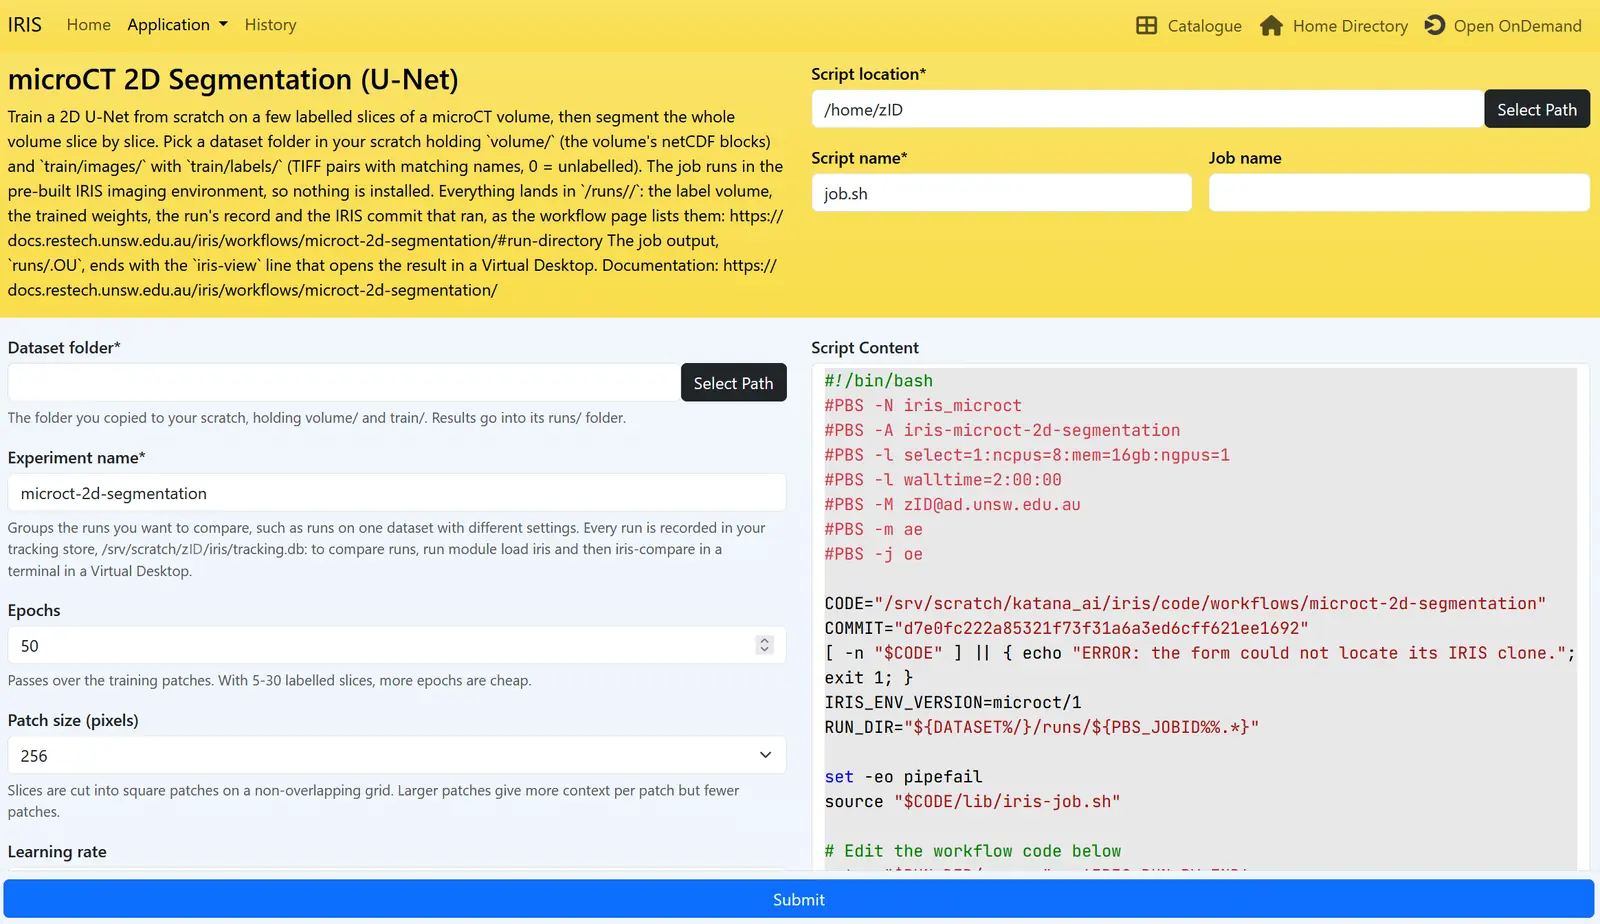 IRIS Home Application History Catalogue Home Directory Open OnDemand
microCT 2D Segmentation (U-Net)
Train a 2D U-Net from scratch on a few labelled slices of a microCT volume, then segment the whole
volume slice by slice. Pick a dataset folder in your scratch holding `volume/` (the volume's netCDF blocks)
and `train/images/` with `train/labels/` (TIFF pairs with matching names, 0 = unlabelled). The job runs in the
pre-built IRIS imaging environment, so nothing is installed. Everything lands in `/runs//`: the label volume,
the trained weights, the run's record and the IRIS commit that ran, as the workflow page lists them: https://
docs.restech.unsw.edu.au/iris/workflows/microct-2d-segmentation/#run-directory The job output,
`runs/.OU`, ends with the `iris-view` line that opens the result in a Virtual Desktop. Documentation: https://
docs.restech.unsw.edu.au/iris/workflows/microct-2d-segmentation/
Script location*
/home/zID Select Path
Script name* Job name
job.sh
Dataset folder*
Select Path
The folder you copied to your scratch, holding volume/ and train/. Results go into its runs/ folder.
Experiment name*
microct-2d-segmentation
Groups the runs you want to compare, such as runs on one dataset with different settings. Every run is recorded in your
tracking store, /srv/scratch/zID/iris/tracking.db: to compare runs, run module load iris and then iris-compare in a
terminal in a Virtual Desktop.
Epochs
50
Passes over the training patches. With 5-30 labelled slices, more epochs are cheap.
Patch size (pixels)
256
Slices are cut into square patches on a non-overlapping grid. Larger patches give more context per patch but fewer
patches.
Learning rate
Script Content
#!/bin/bash
#PBS -N iris_microct
#PBS -A iris-microct-2d-segmentation
#PBS -l select=1:ncpus=8:mem=16gb:ngpus=1
#PBS -l walltime=2:00:00
#PBS -M zID@ad.unsw.edu.au
#PBS -m ae
#PBS -j oe
CODE="/srv/scratch/katana_ai/iris/code/workflows/microct-2d-segmentation"
COMMIT="d7e0fc222a85321f73f31a6a3ed6cff621ee1692"
[ -n "$CODE" ] || { echo "ERROR: the form could not locate its IRIS clone.";
exit 1; }
IRIS_ENV_VERSION=microct/1
RUN_DIR="${DATASET%/}/runs/${PBS_JOBID%%.*}"
set -eo pipefail
source "$CODE/lib/iris-job.sh"
# Edit the workflow code below
Submit